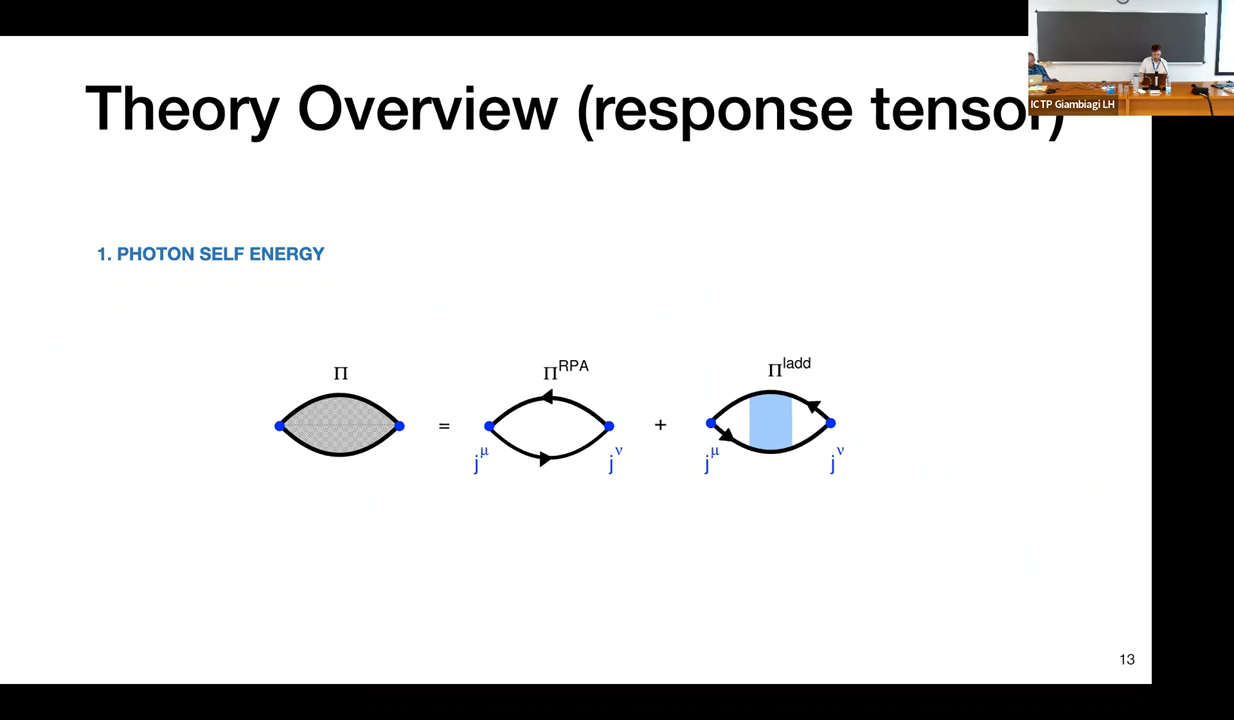 Theory Overview (response tensor)
ICTP Giambiagi LH
1. PHOTON SELF ENERGY
Π
=
Π^RPA
+
Π^ladd
j^μ
j^ν
j^μ
j^ν
13